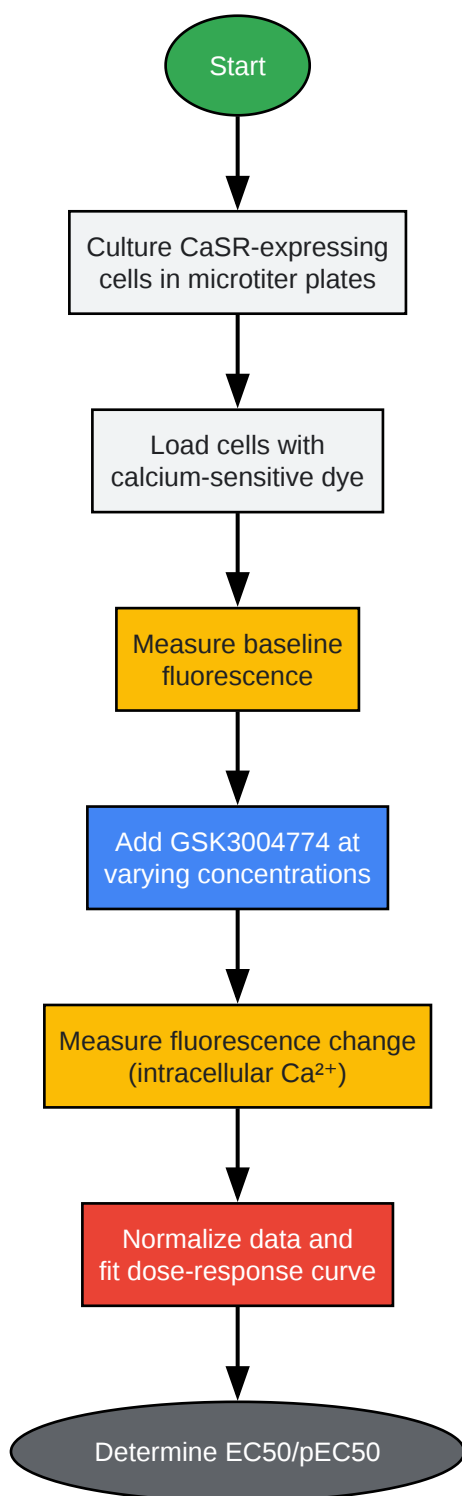 Start
Culture CaSR-expressing
cells in microtiter plates
Load cells with
calcium-sensitive dye
Measure baseline
fluorescence
Add GSK3004774 at
varying concentrations
Measure fluorescence change
(intracellular Ca²⁺)
Normalize data and
fit dose-response curve
Determine EC50/pEC50